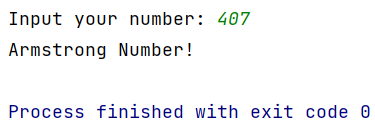 Input your number: 407
Armstrong Number!
Process finished with exit code 0